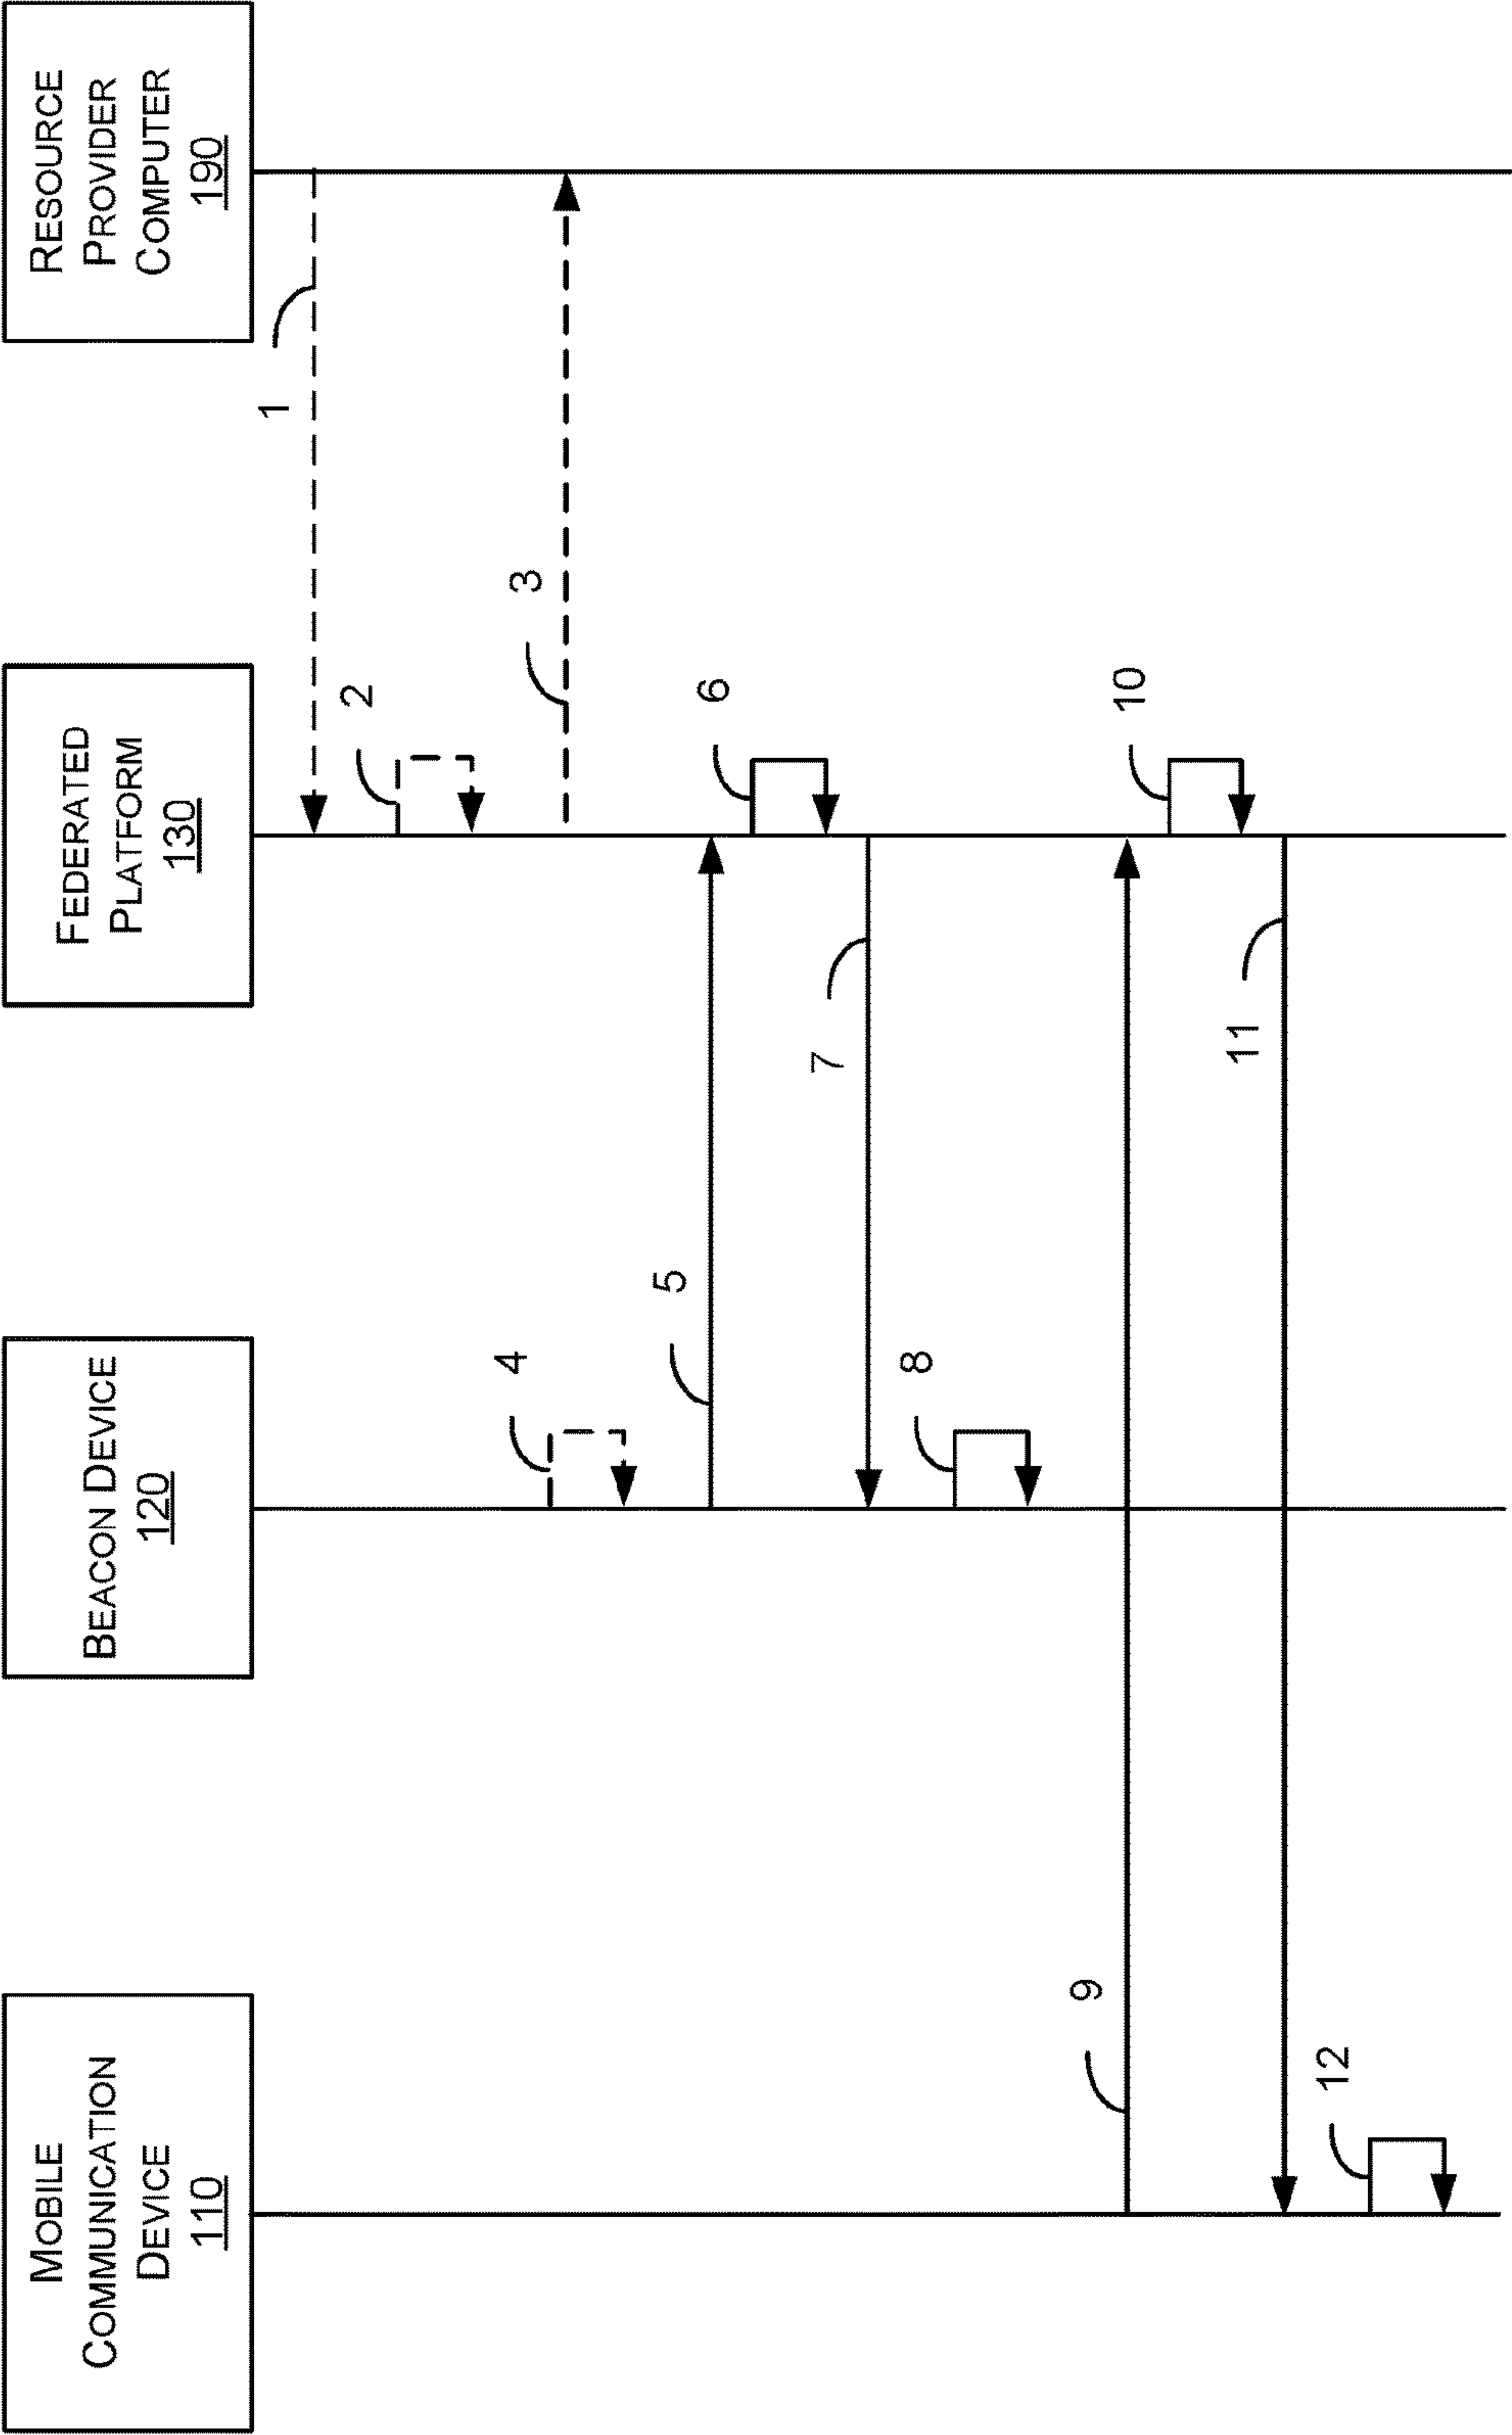 MOBILE
COMMUNICATION
DEVICE
110
BEACON DEVICE
120
FEDERATED
PLATFORM
130
RESOURCE
PROVIDER
COMPUTER
190
1
2
3
4
5
6
7
8
9
10
11
12